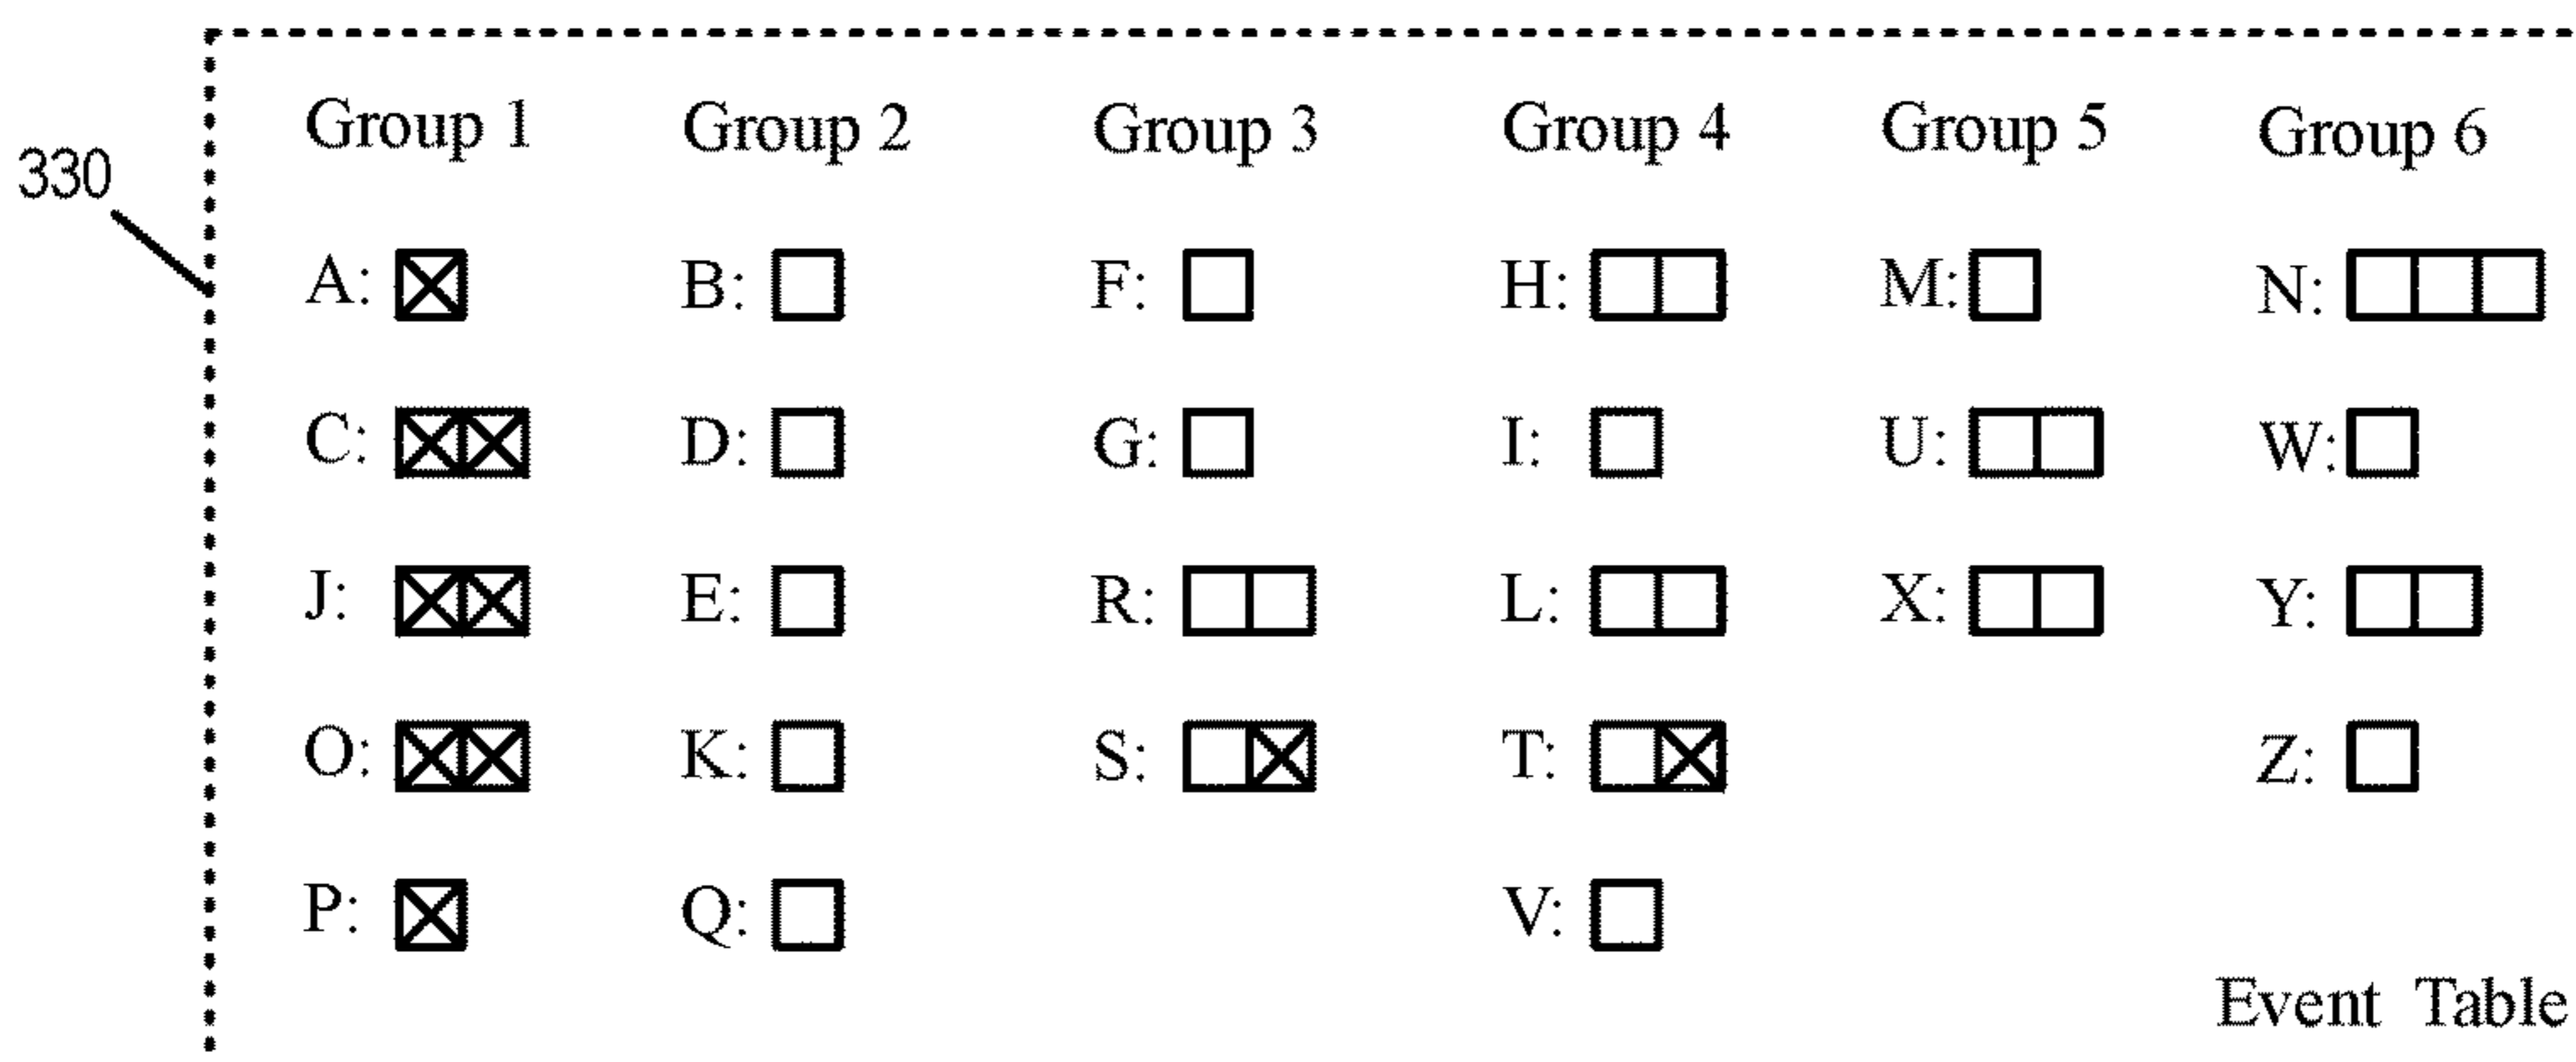 Group 1 Group 2 Group 3 Group 4 Group 5 Group 6
330
A: B: F: H: M: N:
C: D: G: I: U: W:
J: E: R: L: X: Y:
O: K: S: T: Z:
P: Q: V:
Event Table